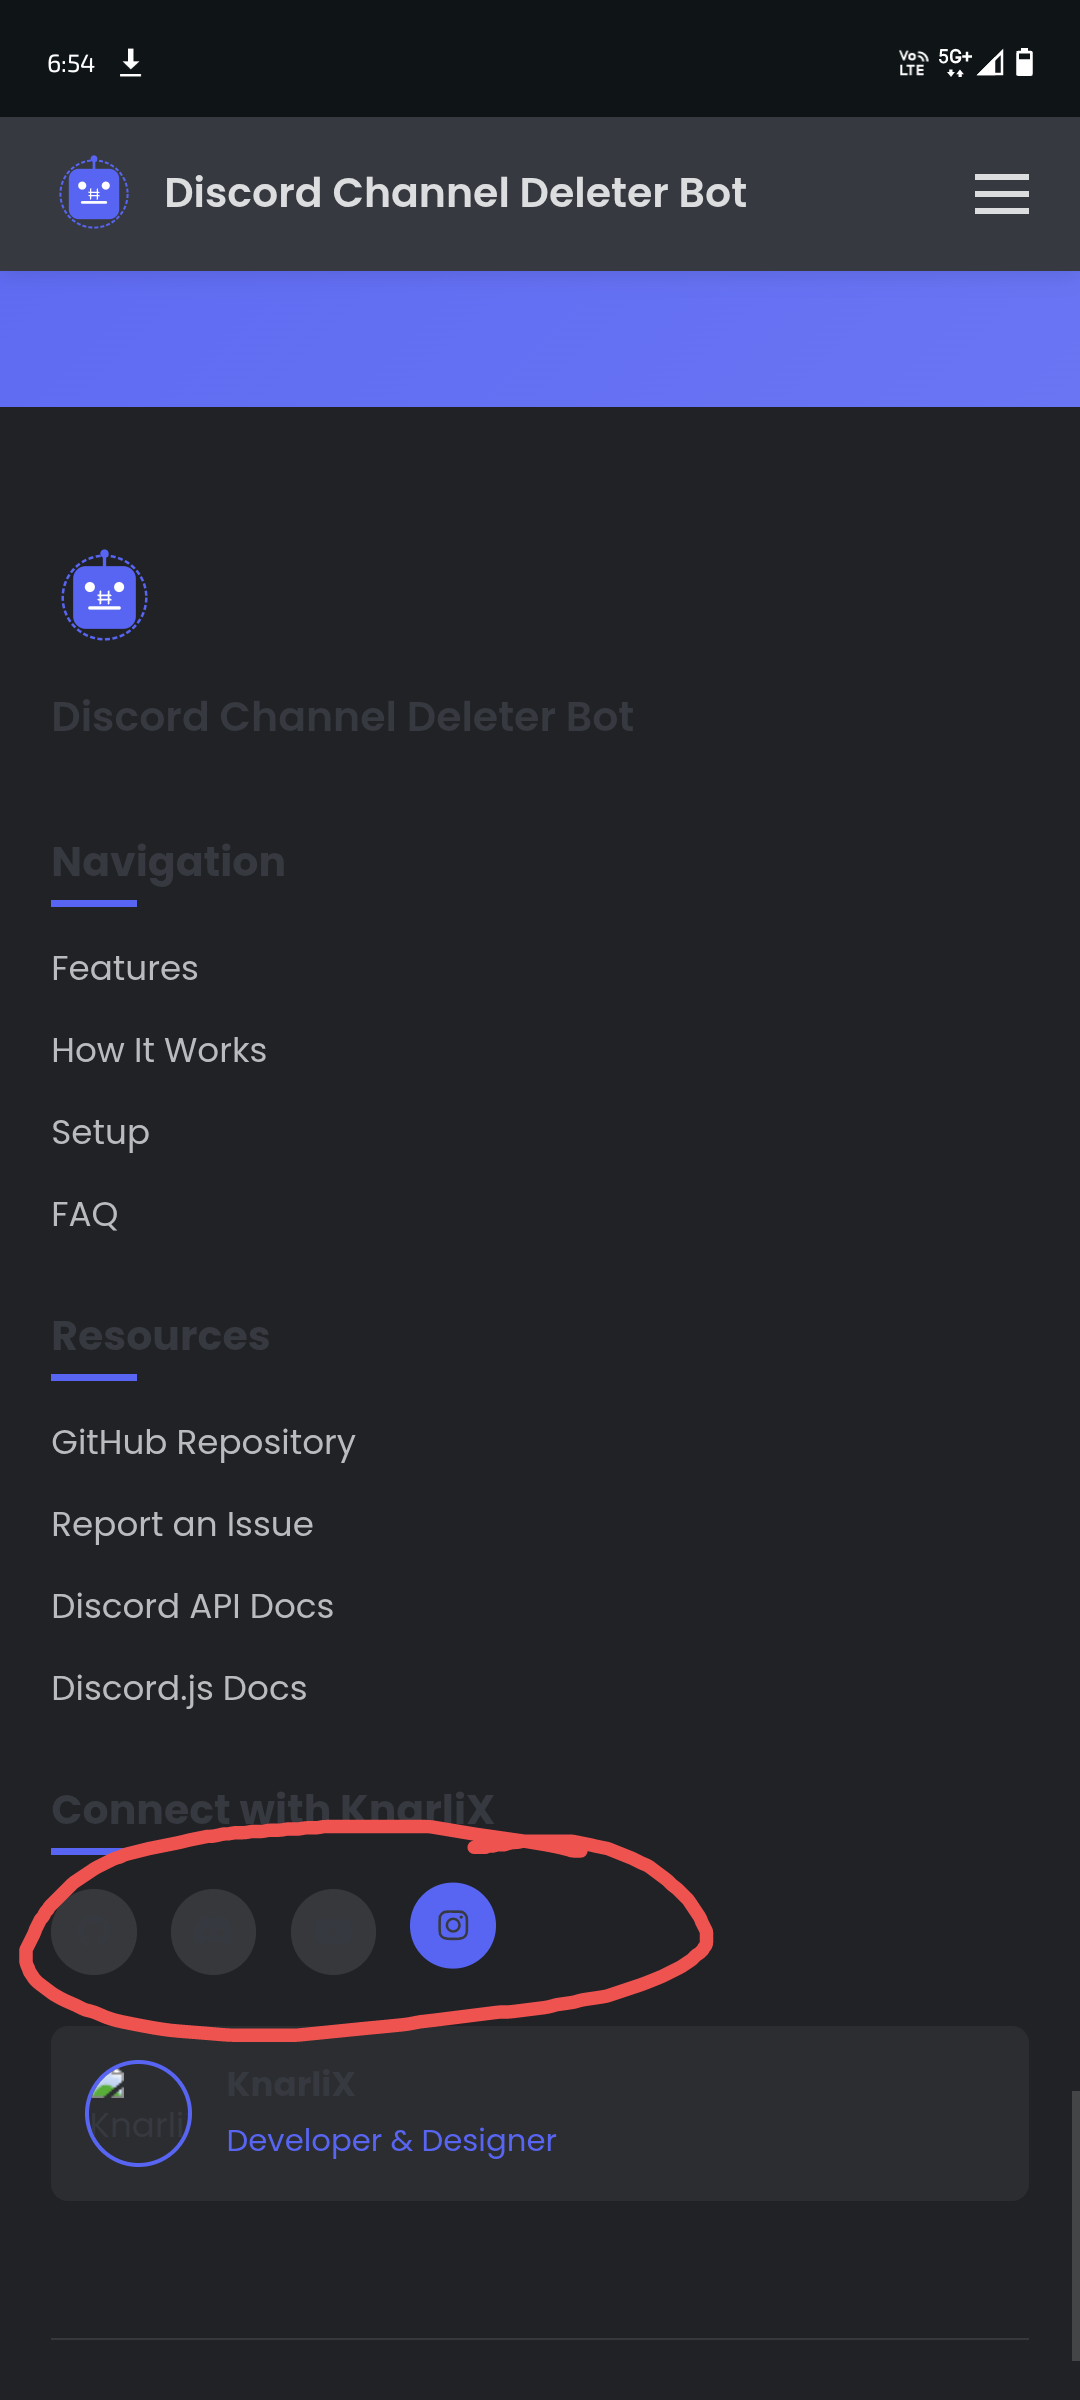 6:54
Vo LTE 5G+
Discord Channel Deleter Bot
Discord Channel Deleter Bot
Navigation
Features
How It Works
Setup
FAQ
Resources
GitHub Repository
Report an Issue
Discord API Docs
Discord.js Docs
Connect with KnarliX
KnarliX
Knarli
Developer & Designer